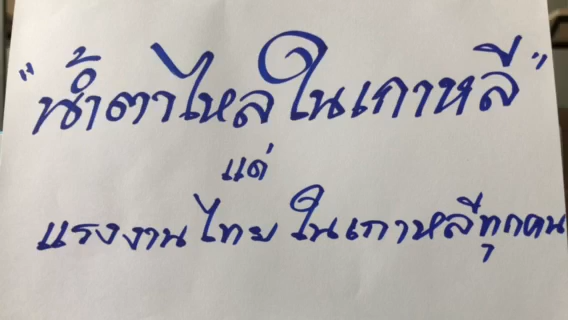 "น้ำตาไหลในเกาหลี"
แด่
แรงงานไทยในเกาหลีทุกคน